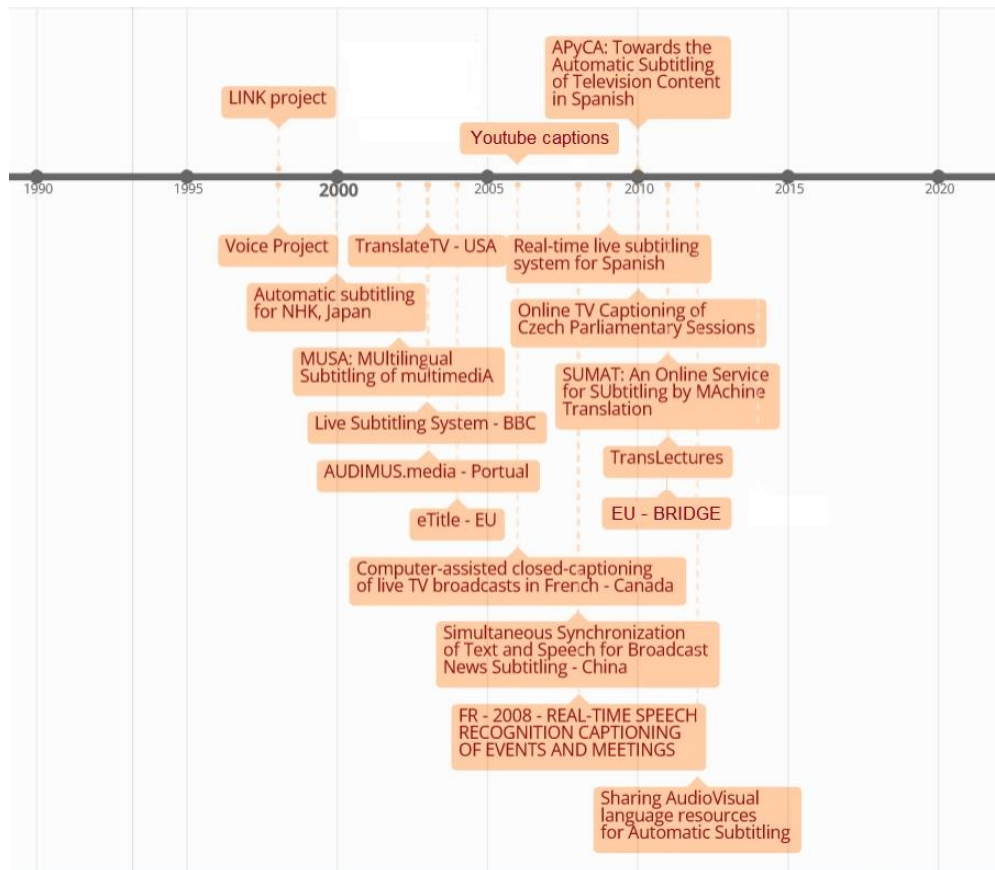 APyCA: Towards the
Automatic Subtitling
of Television Content
in Spanish
LINK project
Youtube captions
1990
1995
2000
2005
2010
2015
2020
Voice Project
TranslateTV - USA
Real-time live subtitling
system for Spanish
Automatic subtitling
for NHK, Japan
Online TV Captioning of
Czech Parliamentary Sessions
MUSA: MUltilingual
Subtitling of multimediA
SUMAT: An Online Service
for SUbtitling by MAchine
Translation
Live Subtitling System - BBC
TransLectures
AUDIMUS.media - Portual
EU - BRIDGE
eTitle - EU
Computer-assisted closed-captioning
of live TV broadcasts in French - Canada
Simultaneous Synchronization
of Text and Speech for Broadcast
News Subtitling - China
FR - 2008 - REAL-TIME SPEECH
RECOGNITION CAPTIONING
OF EVENTS AND MEETINGS
Sharing AudioVisual
language resources
for Automatic Subtitling